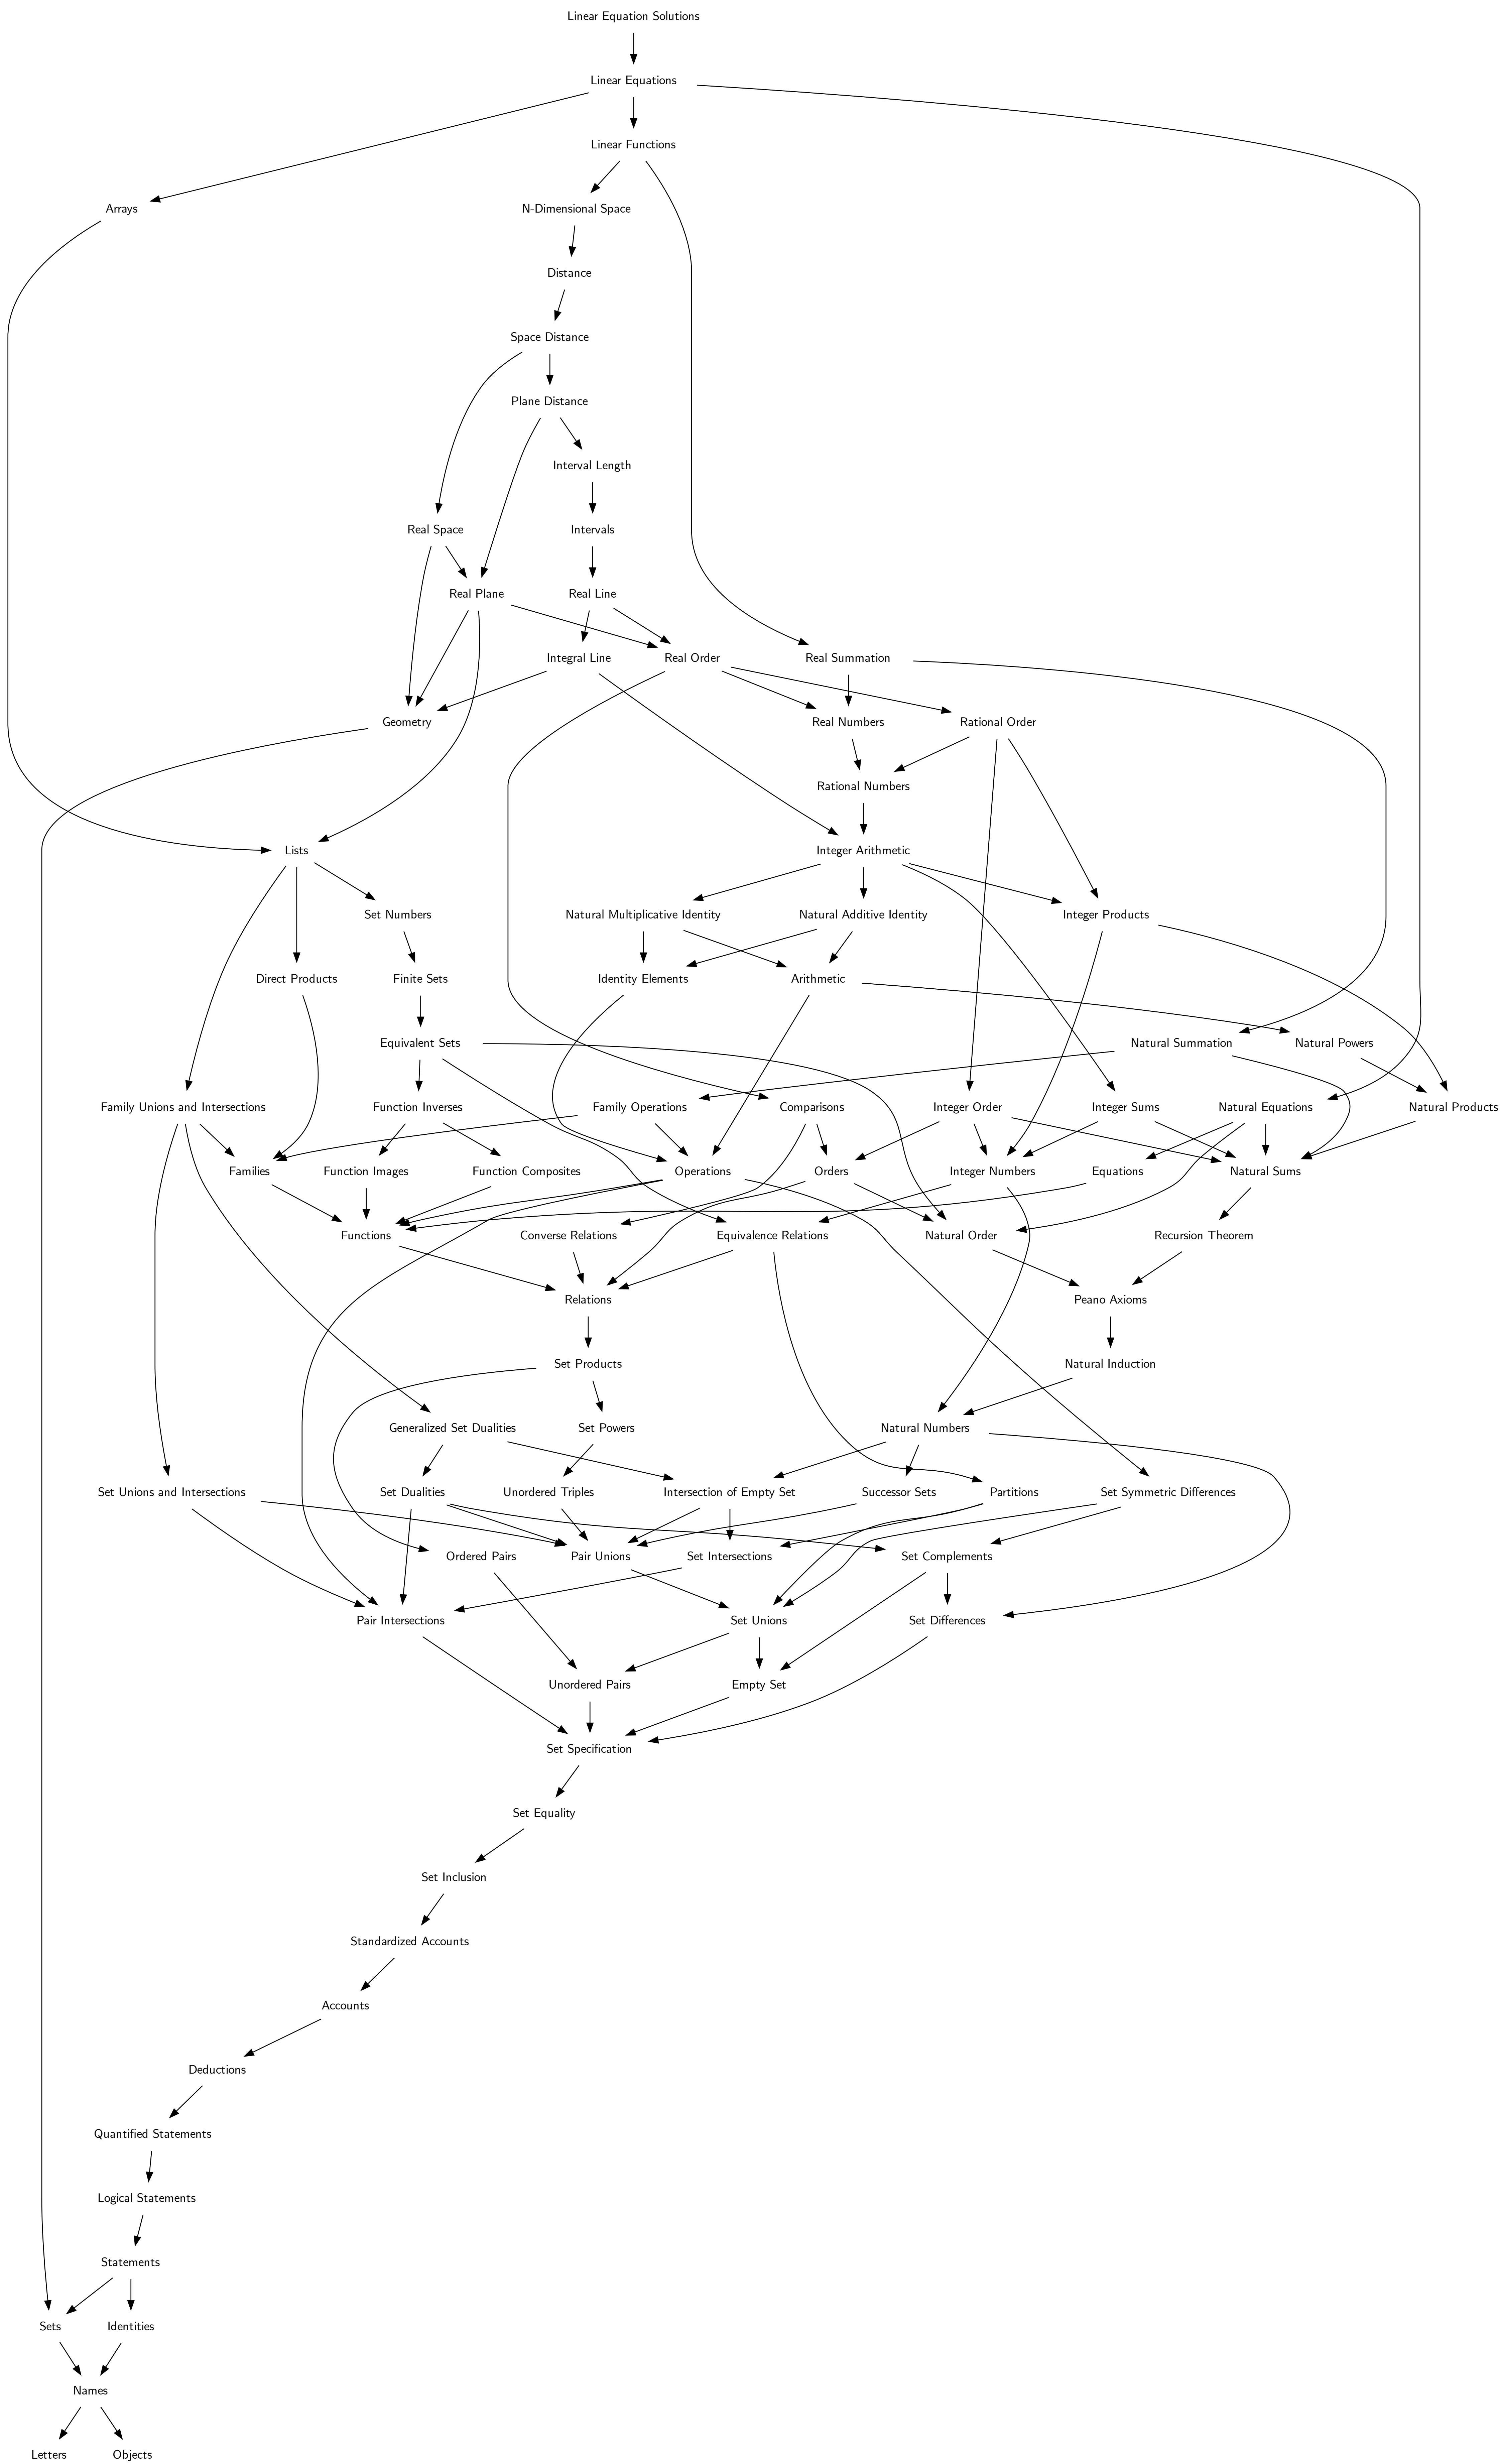 Linear Equation Solutions
Linear Equations
Linear Functions
Arrays
N-Dimensional Space
Distance
Space Distance
Plane Distance
Interval Length
Real Space
Intervals
Real Plane
Real Line
Integral Line
Real Order
Real Summation
Geometry
Real Numbers
Rational Order
Rational Numbers
Lists
Integer Arithmetic
Set Numbers
Natural Multiplicative Identity
Natural Additive Identity
Integer Products
Direct Products
Finite Sets
Identity Elements
Arithmetic
Equivalent Sets
Natural Summation
Natural Powers
Family Unions and Intersections
Function Inverses
Family Operations
Comparisons
Integer Order
Integer Sums
Natural Equations
Natural Products
Families
Function Images
Function Composites
Operations
Orders
Integer Numbers
Equations
Natural Sums
Functions
Converse Relations
Equivalence Relations
Natural Order
Recursion Theorem
Relations
Peano Axioms
Set Products
Natural Induction
Generalized Set Dualities
Set Powers
Natural Numbers
Set Unions and Intersections
Set Dualities
Unordered Triples
Intersection of Empty Set
Successor Sets
Partitions
Set Symmetric Differences
Ordered Pairs
Pair Unions
Set Intersections
Set Complements
Pair Intersections
Set Unions
Set Differences
Unordered Pairs
Empty Set
Set Specification
Set Equality
Set Inclusion
Standardized Accounts
Accounts
Deductions
Quantified Statements
Logical Statements
Statements
Sets
Identities
Names
Letters
Objects